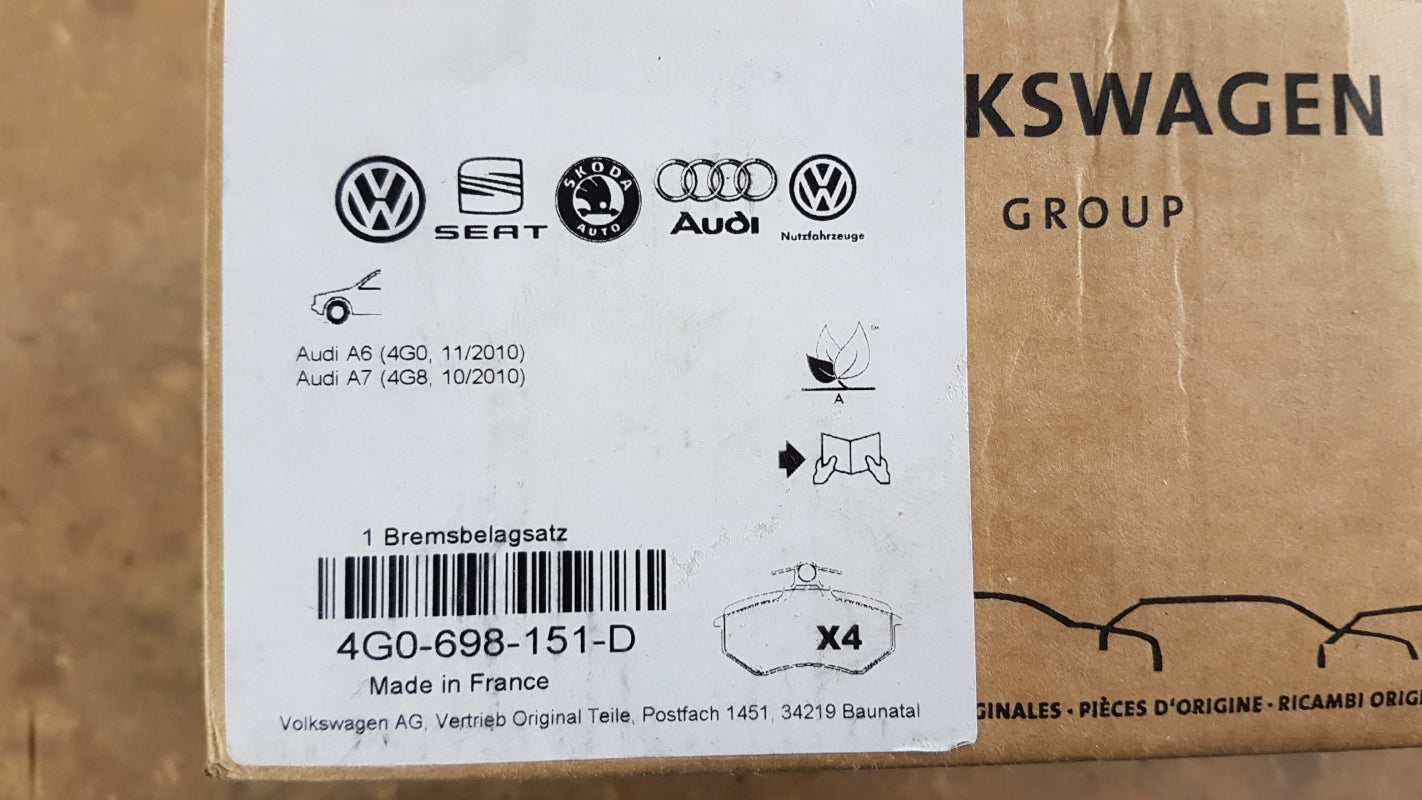 KSWAGEN
GROUP
SEAT
SKODA
AUTO
Audi
Nutzfahrzeuge
Audi A6 (4G0, 11/2010)
Audi A7 (4G8, 10/2010)
TM
A
1 Bremsbelagsatz
4G0-698-151-D
X4
Made in France
Volkswagen AG, Vertrieb Original Teile, Postfach 1451, 34219 Baunatal
GINALES · PIÈCES D'ORIGINE · RICAMBI ORIG